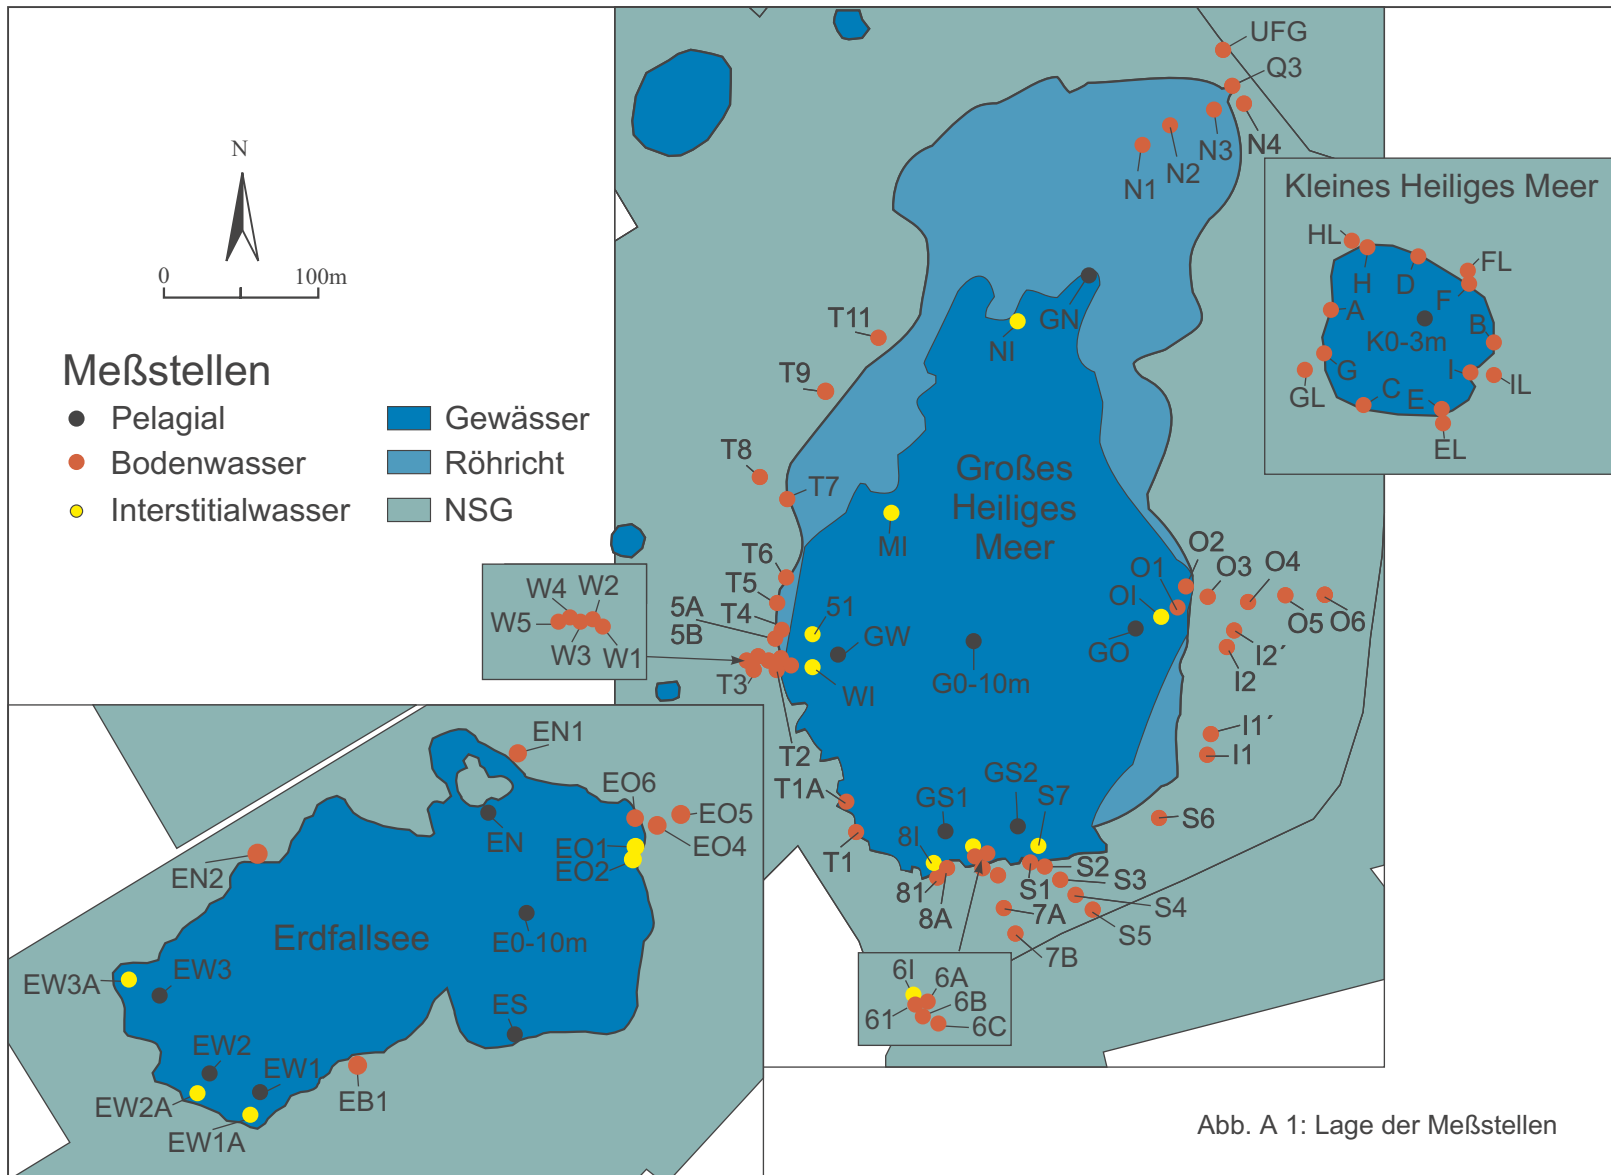 N
0 100m
Meßstellen
Pelagial
Bodenwasser
Interstitialwasser
Gewässer
Röhricht
NSG
UFG
Q3
N4
N3
N2
N1
Kleines Heiliges Meer
HL
H
D
FL
F
A
B
K0-3m
G
I
GL
C
E
IL
EL
GN
NI
T11
T9
T8
T7
Großes
Heiliges
Meer
MI
T6
T5
T4
5A
5B
51
GW
WI
T3
T2
T1A
T1
W4
W2
W5
W3
W1
O2
O1
O3
O4
OI
O5
O6
GO
I2´
I2
G0-10m
I1´
I1
S6
GS2
GS1
S7
8I
81
8A
S1
S2
S3
S4
S5
7A
7B
6I
6A
6B
61
6C
EN1
EO6
EO5
EO4
EN
EO1
EO2
EN2
Erdfallsee
E0-10m
EW3
EW3A
ES
EW2
EW1
EW2A
EB1
EW1A
Abb. A 1: Lage der Meßstellen